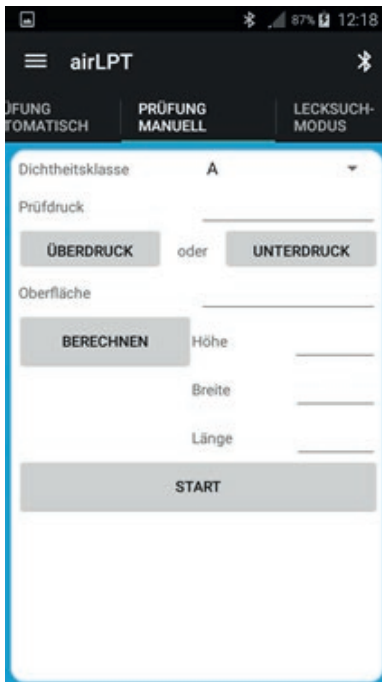 87% 12:18
airLPT
ÜFUNG
TOMATISCH
PRÜFUNG
MANUELL
LECKSUCH-
MODUS
Dichtheitsklasse A
Prüfdruck
ÜBERDRUCK oder UNTERDRUCK
Oberfläche
BERECHNEN Höhe
Breite
Länge
START